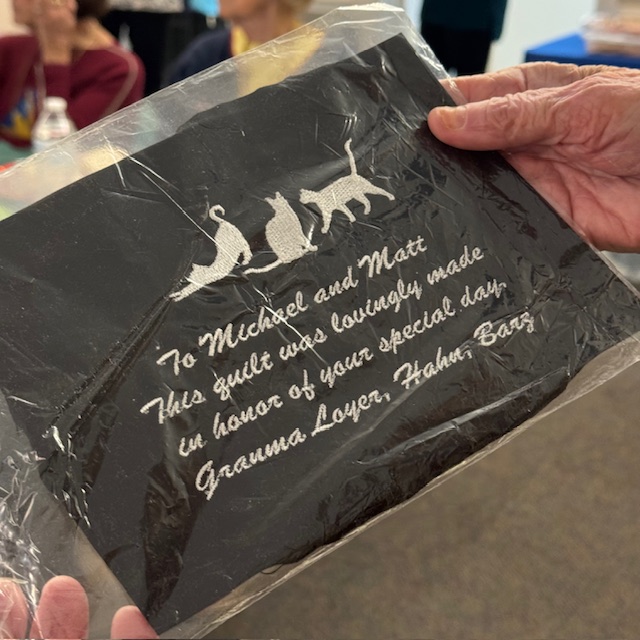 To Michael and Matt
This quilt was lovingly made
in honor of your special day.
Granma Loyer, Hahn, Barz